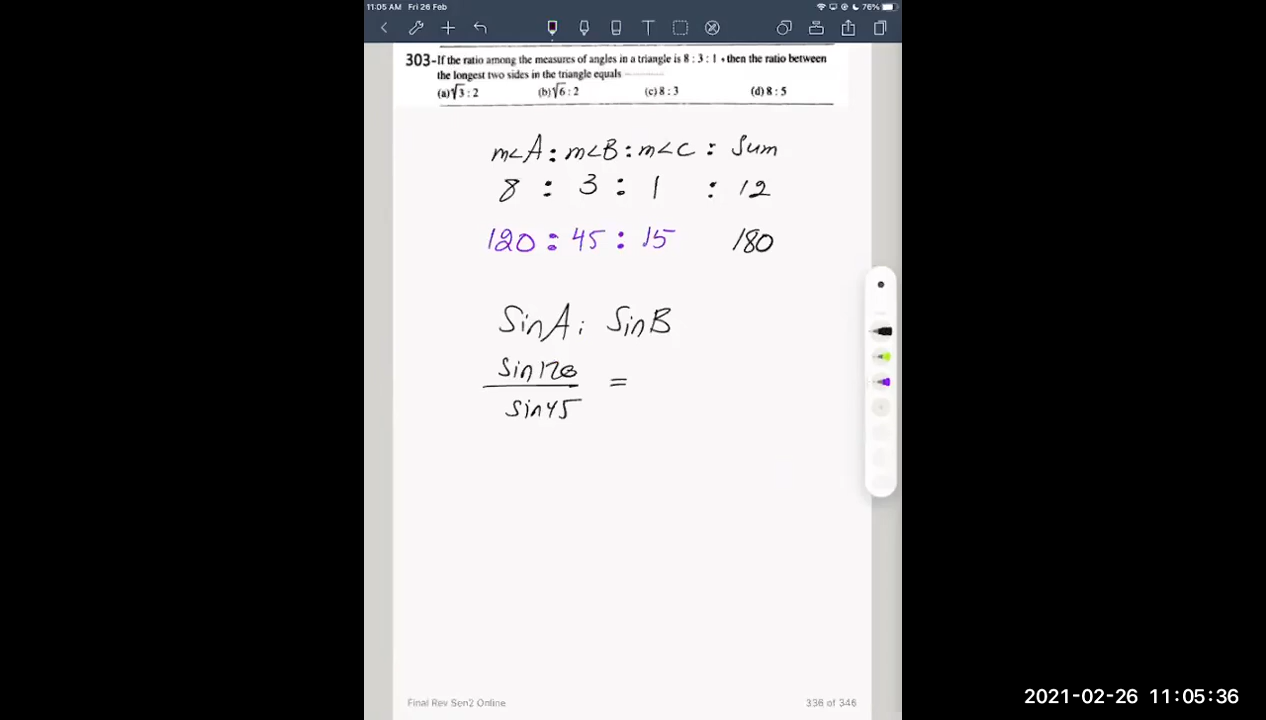 11:05 AM Fri 26 Feb
76%
T
303-If the ratio among the measures of angles in a triangle is 8 : 3 : 1 , then the ratio between
the longest two sides in the triangle equals
(a) √3 : 2 (b) √6 : 2 (c) 8 : 3 (d) 8 : 5
m<A : m<B : m<C : Sum
8 : 3 : 1 : 12
120 : 45 : 15 180
SinA : SinB
sin120
sin45
=
Final Rev Sen2 Online
336 of 346
2021-02-26 11:05:36